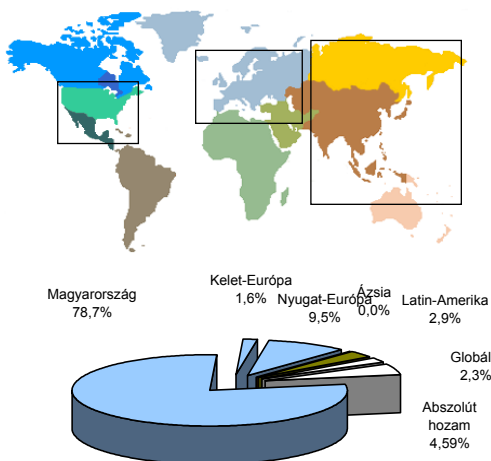 Magyarország
78,7%
Kelet-Európa
1,6%
Nyugat-Európa
9,5%
Ázsia
0,0%
Latin-Amerika
2,9%
Globál
2,3%
Abszolút
hozam
4,59%